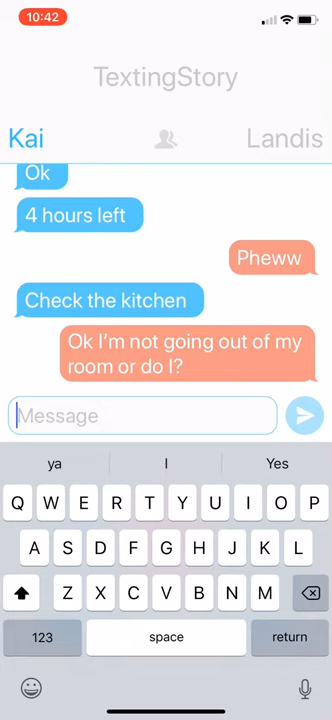 10:42
TextingStory
Kai
Landis
Ok
4 hours left
Pheww
Check the kitchen
Ok I'm not going out of my
room or do I?
Message
ya I Yes
Q W E R T Y U I O P
A S D F G H J K L
Z X C V B N M
123 space return